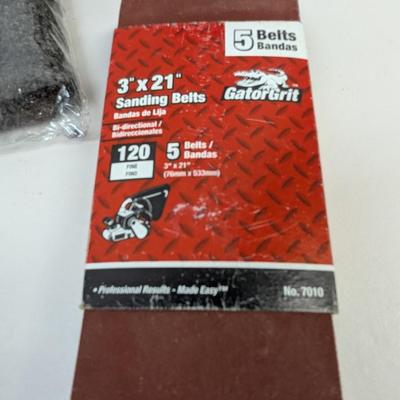 5 Belts
Bandas
3" x 21"
Sanding Belts
Bandas de Lija
Bi-directional /
Bidireccionales
GatorGrit
120
FINE
FINO
5 Belts /
Bandas
3" x 21"
(76mm x 533mm)
• Professional Results - Made Easy™
No. 7010